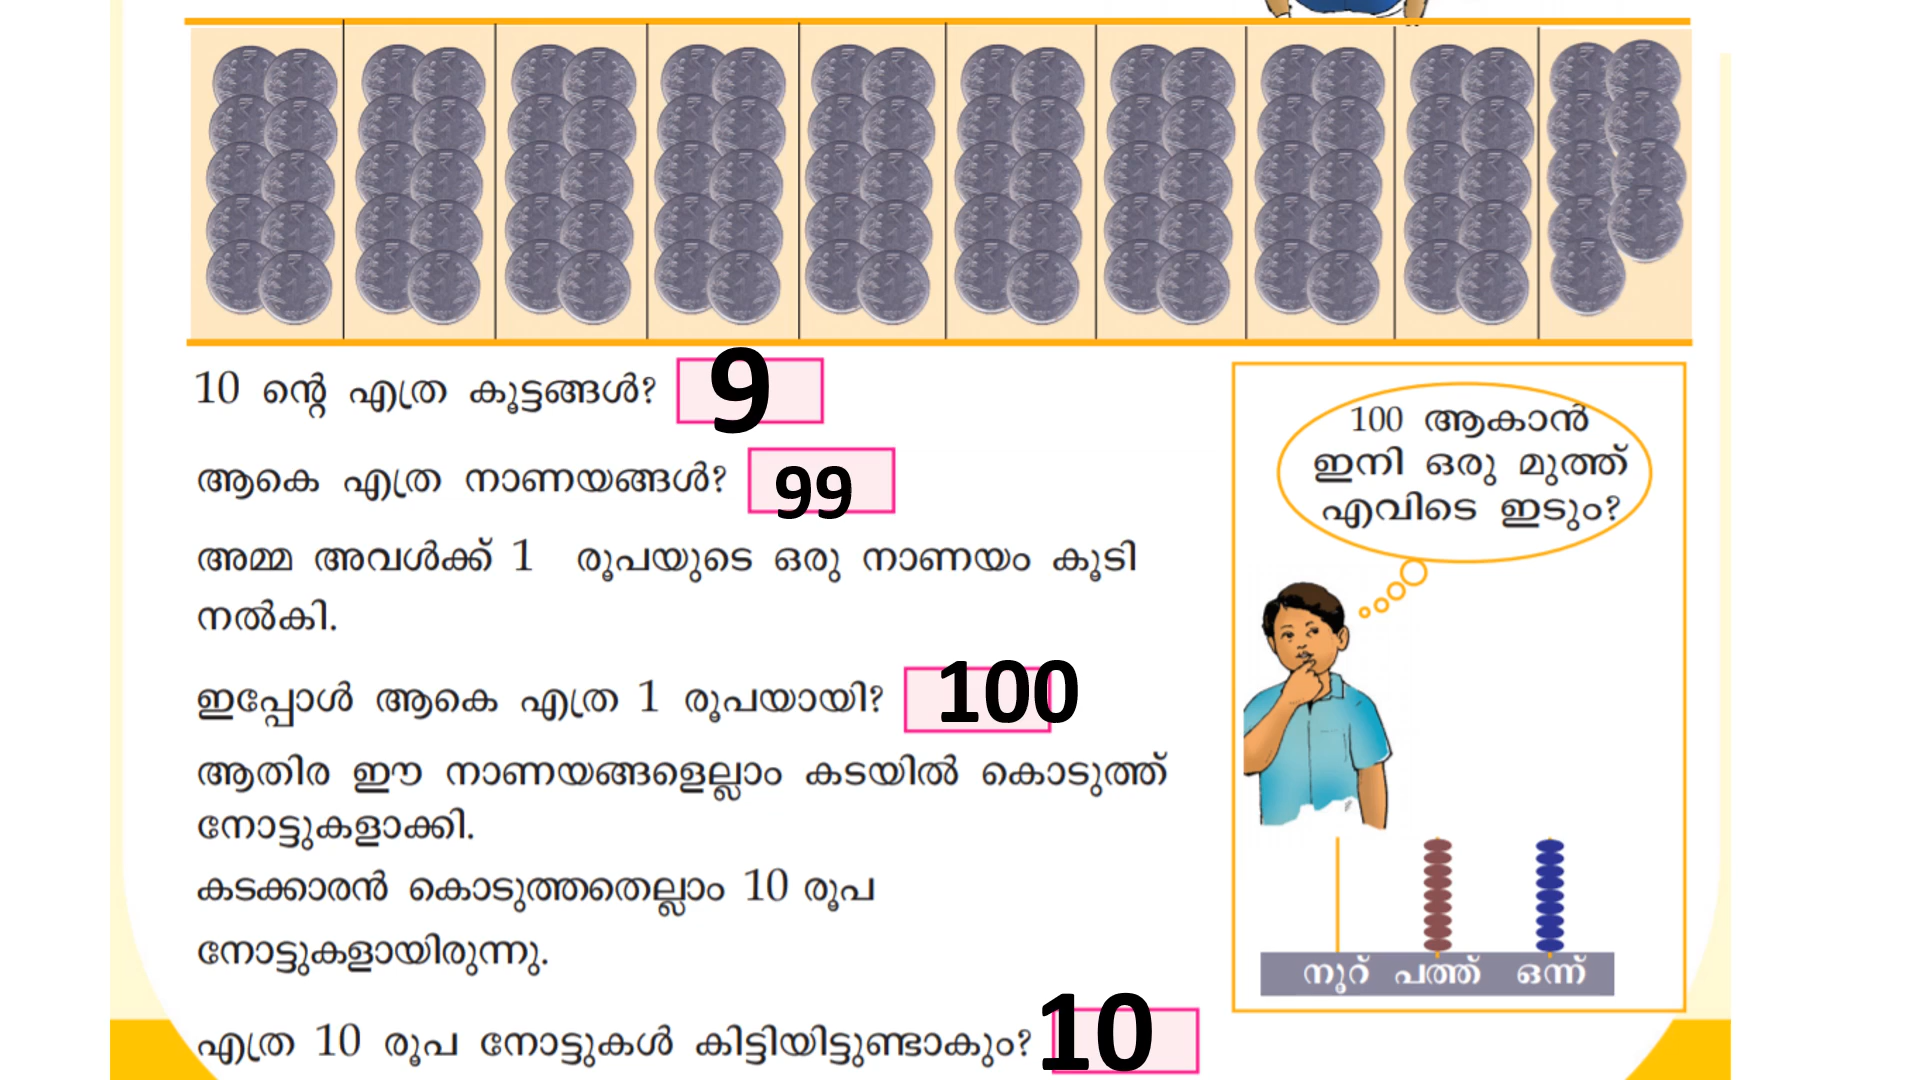 10 ന്റെ എത്ര കൂട്ടങ്ങൾ? 9
ആകെ എത്ര നാണയങ്ങൾ? 99
അമ്മ അവൾക്ക് 1 രൂപയുടെ ഒരു നാണയം കൂടി
നൽകി.
ഇപ്പോൾ ആകെ എത്ര 1 രൂപയായി? 100
ആതിര ഈ നാണയങ്ങളെല്ലാം കടയിൽ കൊടുത്ത്
നോട്ടുകളാക്കി.
കടക്കാരൻ കൊടുത്തതെല്ലാം 10 രൂപ
നോട്ടുകളായിരുന്നു.
എത്ര 10 രൂപ നോട്ടുകൾ കിട്ടിയിട്ടുണ്ടാകും? 10
100 ആകാൻ
ഇനി ഒരു മുത്ത്
എവിടെ ഇടും?
നൂറ് പത്ത് ഒന്ന്